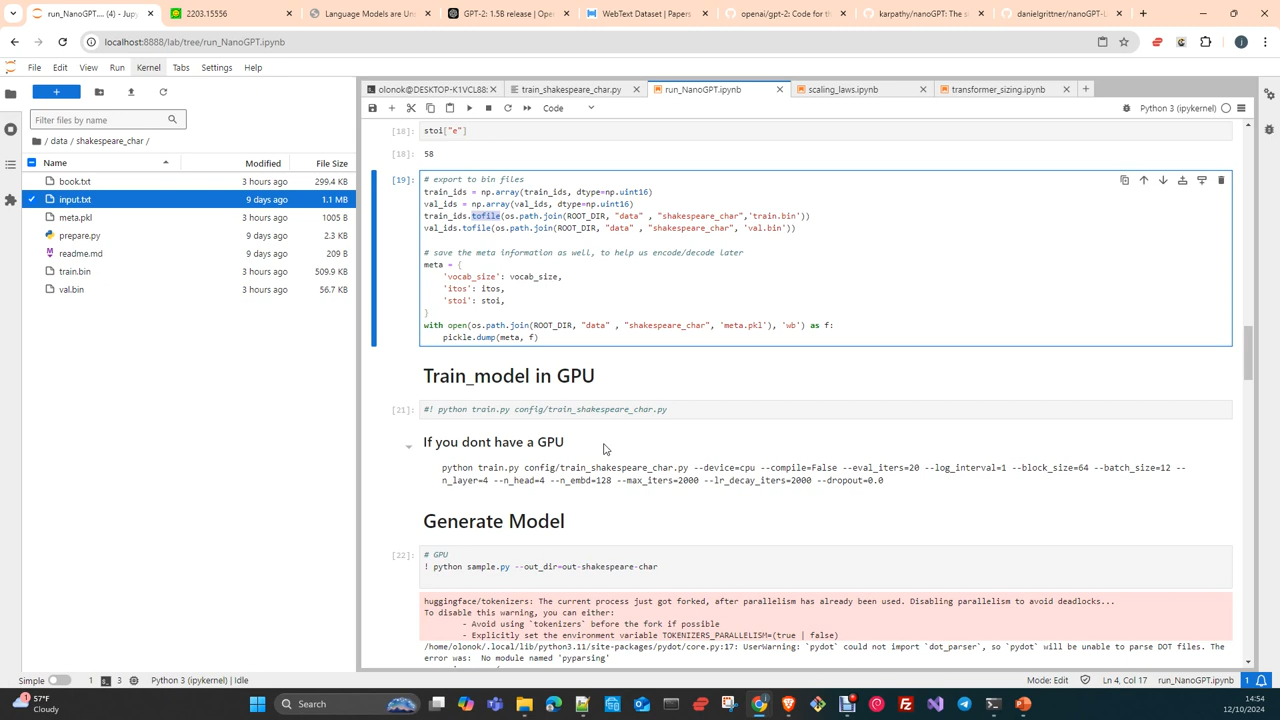 run_NanoGPT.... (4) - Jupy
2203.15556
Language Models are Uns
GPT-2: 1.5B release | Open
WebText Dataset | Papers
openai/gpt-2: Code for th
karpathy/nanoGPT: The si
danielgrittner/nanoGPT-L
localhost:8888/lab/tree/run_NanoGPT.ipynb
File Edit View Run Kernel Tabs Settings Help
Filter files by name
/ data / shakespeare_char /
Name Modified File Size
book.txt 3 hours ago 299.4 KB
input.txt 9 days ago 1.1 MB
meta.pkl 3 hours ago 1005 B
prepare.py 9 days ago 2.3 KB
readme.md 9 days ago 209 B
train.bin 3 hours ago 509.9 KB
val.bin 3 hours ago 56.7 KB
olonok@DESKTOP-K1VCL88:
train_shakespeare_char.py
run_NanoGPT.ipynb
scaling_laws.ipynb
transformer_sizing.ipynb
Code
Python 3 (ipykernel)
[18]: stoi["e"]
[18]: 58
[19]: # export to bin files
train_ids = np.array(train_ids, dtype=np.uint16)
val_ids = np.array(val_ids, dtype=np.uint16)
train_ids.tofile(os.path.join(ROOT_DIR, "data" , "shakespeare_char",'train.bin'))
val_ids.tofile(os.path.join(ROOT_DIR, "data" , "shakespeare_char", 'val.bin'))
# save the meta information as well, to help us encode/decode later
meta = {
'vocab_size': vocab_size,
'itos': itos,
'stoi': stoi,
}
with open(os.path.join(ROOT_DIR, "data" , "shakespeare_char", 'meta.pkl'), 'wb') as f:
pickle.dump(meta, f)
Train_model in GPU
[21]: #! python train.py config/train_shakespeare_char.py
If you dont have a GPU
python train.py config/train_shakespeare_char.py --device=cpu --compile=False --eval_iters=20 --log_interval=1 --block_size=64 --batch_size=12 --
n_layer=4 --n_head=4 --n_embd=128 --max_iters=2000 --lr_decay_iters=2000 --dropout=0.0
Generate Model
[22]: # GPU
! python sample.py --out_dir=out-shakespeare-char
huggingface/tokenizers: The current process just got forked, after parallelism has already been used. Disabling parallelism to avoid deadlocks...
To disable this warning, you can either:
- Avoid using `tokenizers` before the fork if possible
- Explicitly set the environment variable TOKENIZERS_PARALLELISM=(true | false)
/home/olonok/.local/lib/python3.11/site-packages/pydot/core.py:17: UserWarning: `pydot` could not import `dot_parser`, so `pydot` will be unable to parse DOT files. The
error was: No module named 'pyparsing'
Simple 1 3 Python 3 (ipykernel) | Idle
Mode: Edit Ln 4, Col 17 run_NanoGPT.ipynb 1
57°F
Cloudy
Search
14:54
12/10/2024